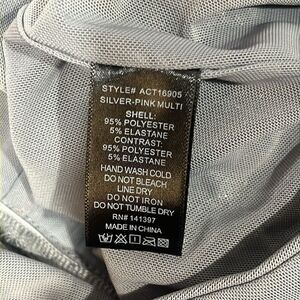 STYLE# ACT16905
SILVER-PINK MULTI
SHELL:
95% POLYESTER
5% ELASTANE
CONTRAST:
95% POLYESTER
5% ELASTANE
HAND WASH COLD
DO NOT BLEACH
LINE DRY
DO NOT IRON
DO NOT TUMBLE DRY
RN# 141397
MADE IN CHINA